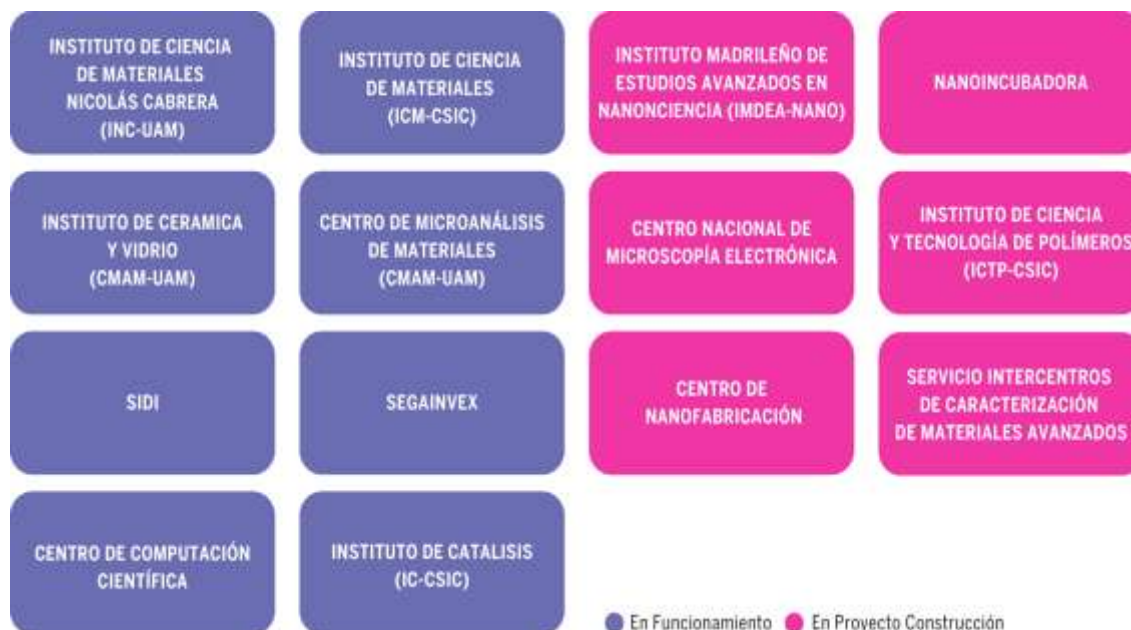 INSTITUTO DE CIENCIA
DE MATERIALES
NICOLÁS CABRERA
(INC-UAM)
INSTITUTO DE CIENCIA
DE MATERIALES
(ICM-CSIC)
INSTITUTO MADRILEÑO DE
ESTUDIOS AVANZADOS EN
NANONCIENCIA (IMDEA-NANO)
NANOINCUBADORA
INSTITUTO DE CERAMICA
Y VIDRIO
(CMAM-UAM)
CENTRO DE MICROANÁLISIS
DE MATERIALES
(CMAM-UAM)
CENTRO NACIONAL DE
MICROSCOPÍA ELECTRÓNICA
INSTITUTO DE CIENCIA
Y TECNOLOGÍA DE POLÍMEROS
(ICTP-CSIC)
SIDI
SEGAINVEX
CENTRO DE
NANOFABRICACIÓN
SERVICIO INTERCENTROS
DE CARACTERIZACIÓN
DE MATERIALES AVANZADOS
CENTRO DE COMPUTACIÓN
CIENTÍFICA
INSTITUTO DE CATALISIS
(IC-CSIC)
En Funcionamiento En Proyecto Construcción